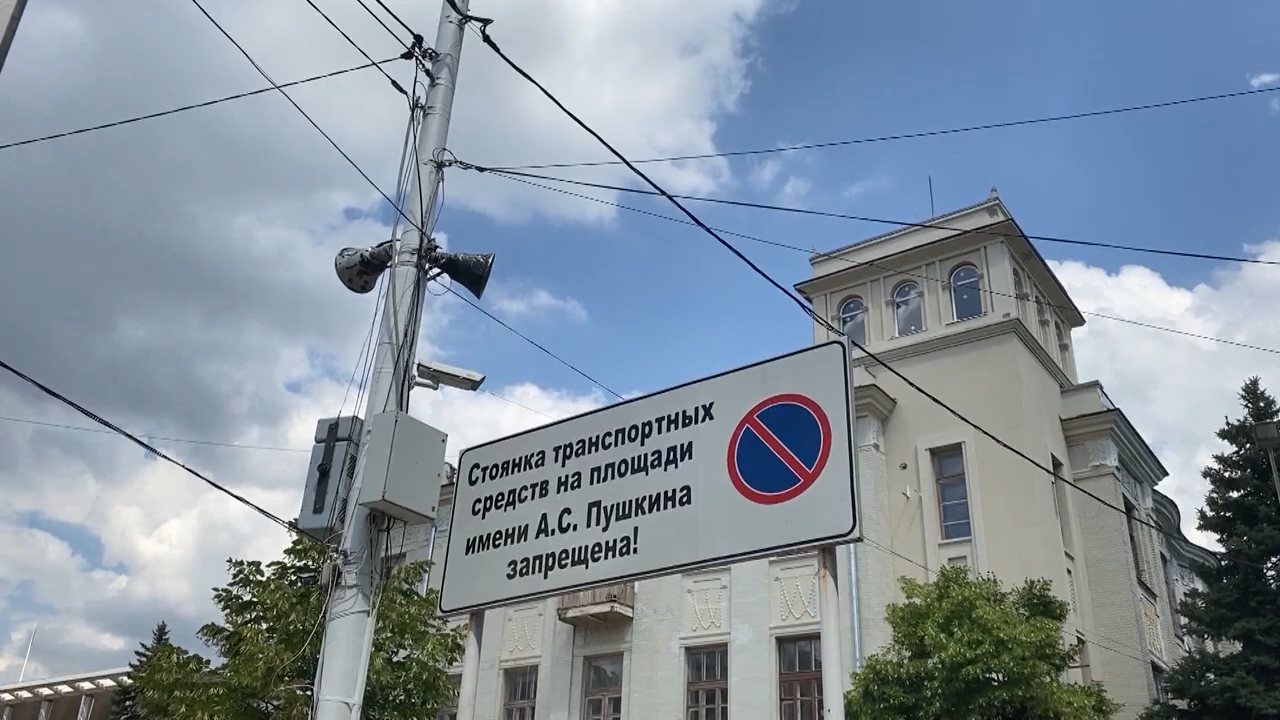 Стоянка транспортных
средств на площади
имени А.С. Пушкина
запрещена!